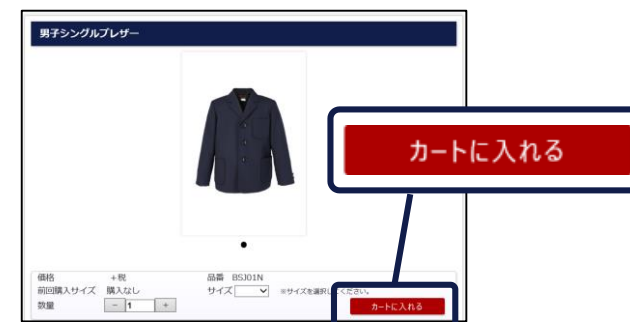 男子シングルブレザー
カートに入れる
価格 +税 品番 BSJ01N
前回購入サイズ 購入なし サイズ ※サイズを選択してください。
数量 - 1 + カートに入れる